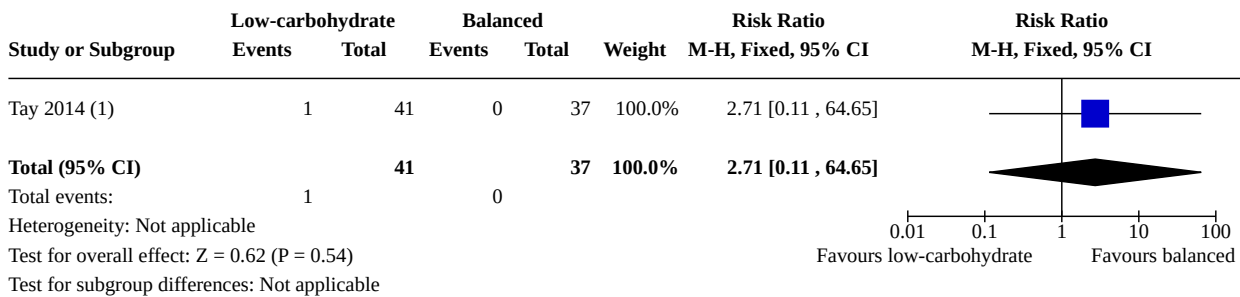 Low-carbohydrate Balanced Risk Ratio Risk Ratio
Study or Subgroup Events Total Events Total Weight M-H, Fixed, 95% CI M-H, Fixed, 95% CI
Tay 2014 (1) 1 41 0 37 100.0% 2.71 [0.11 , 64.65]
Total (95% CI) 41 37 100.0% 2.71 [0.11 , 64.65]
Total events: 1 0
Heterogeneity: Not applicable
0.01 0.1 1 10 100
Test for overall effect: Z = 0.62 (P = 0.54) Favours low-carbohydrate Favours balanced
Test for subgroup differences: Not applicable